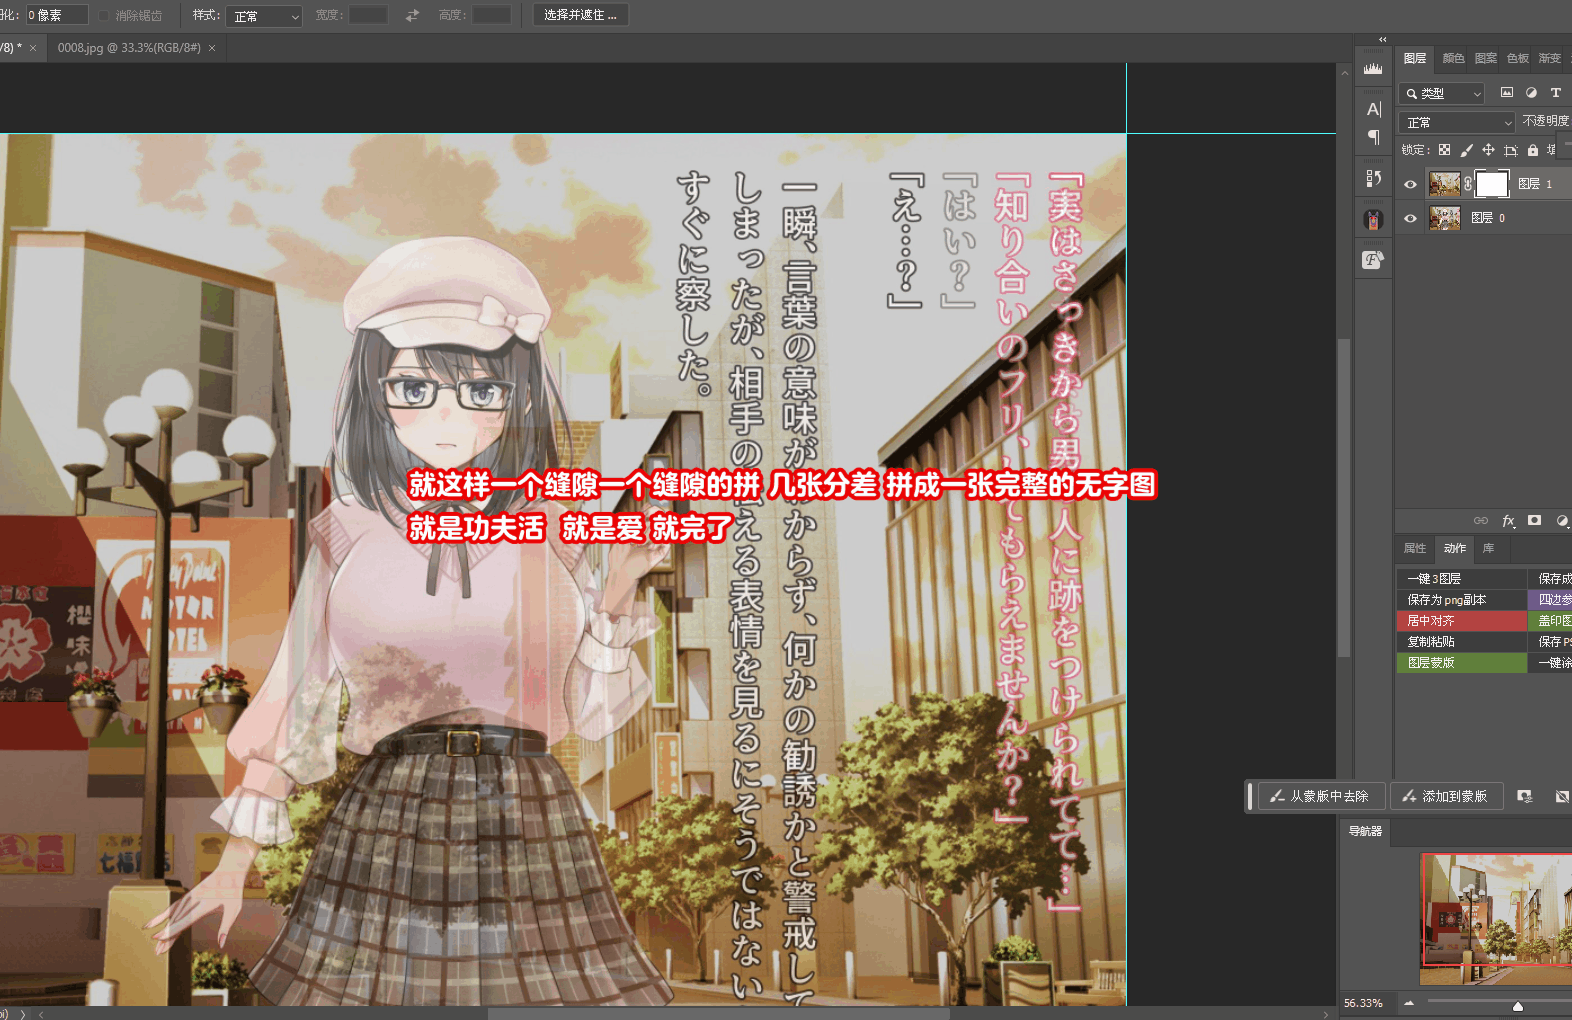 0 像素
消除锯齿
样式: 正常
宽度:
高度:
选择并遮住 ...
/8) * ×
0008.jpg @ 33.3%(RGB/8#) ×
图层
颜色
图案
色板
渐变
类型
正常
不透明度
锁定:
图层 1
图层 0
「実はさっきから男
人に跡をつけられてて…」
「知り合いのフリ、
てもらえませんか?」
「はい?」
「え…?」
一瞬、言葉の意味が
からず、何かの勧誘かと警戒して
しまったが、相手の
える表情を見るにそうではない
すぐに察した。
就这样一个缝隙一个缝隙的拼 几张分差 拼成一张完整的无字图
就是功夫活 就是爱 就完了
MOTOR
櫻
味
七福
属性
动作
库
一键3图层
保存成
保存为png副本
四边参
居中对齐
盖印图
复制粘贴
保存P
图层蒙版
一键涂
从蒙版中去除
添加到蒙版
导航器
56.33%